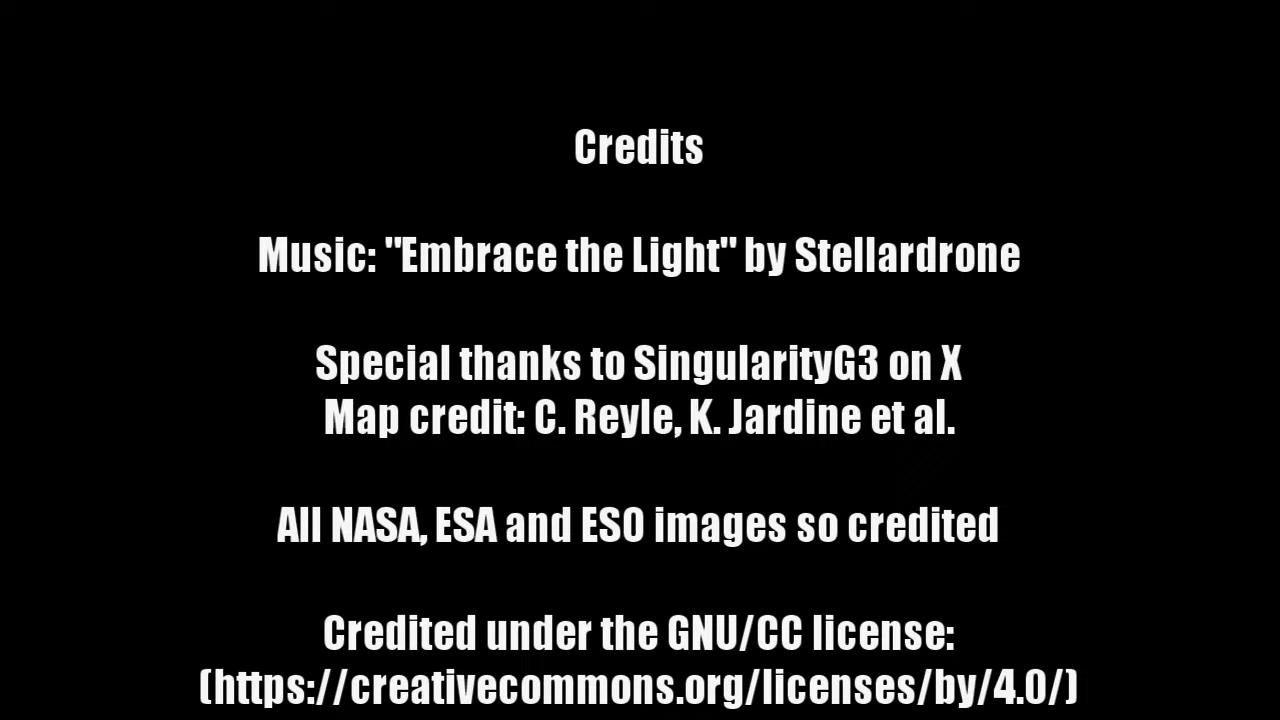 Credits
Music: "Embrace the Light" by Stellardrone
Special thanks to SingularityG3 on X
Map credit: C. Reyle, K. Jardine et al.
All NASA, ESA and ESO images so credited
Credited under the GNU/CC license:
(https://creativecommons.org/licenses/by/4.0/)